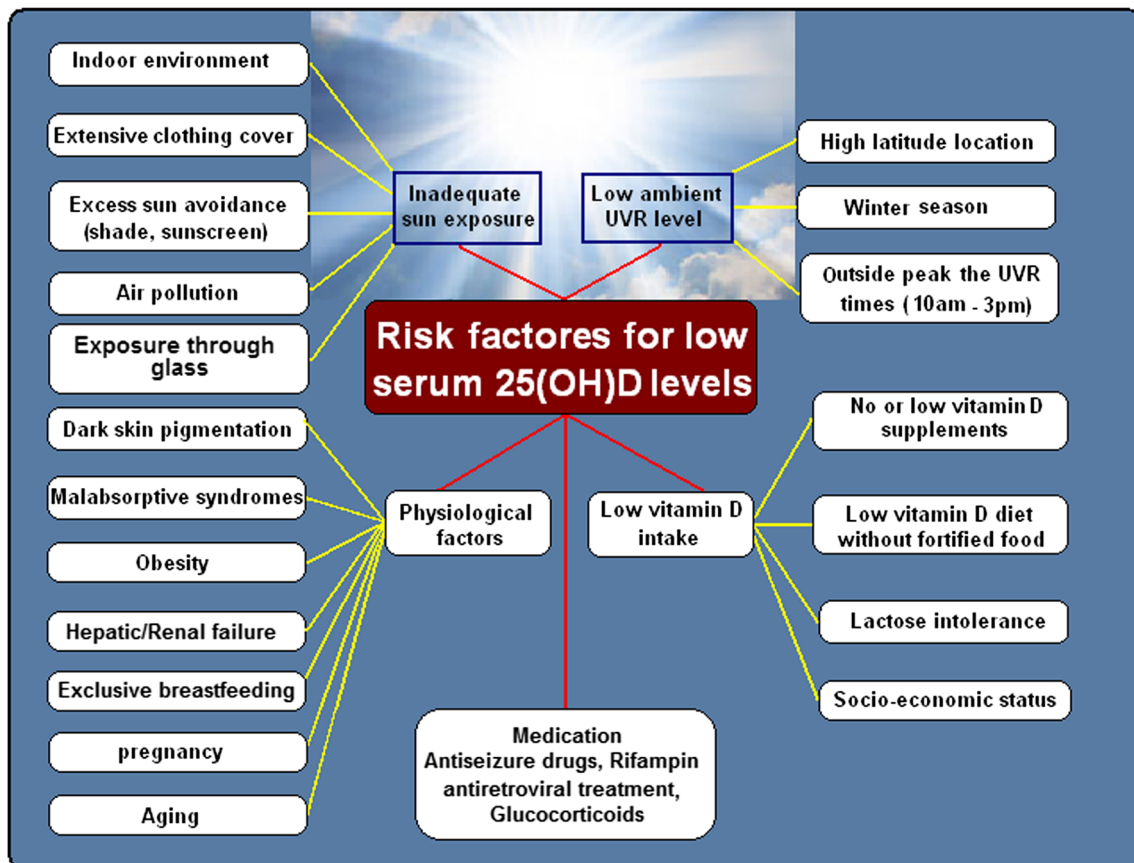 Indoor environment
Extensive clothing cover
Excess sun avoidance
(shade, sunscreen)
Air pollution
Exposure through
glass
Inadequate
sun exposure
Low ambient
UVR level
High latitude location
Winter season
Outside peak the UVR
times ( 10am - 3pm)
Risk factores for low
serum 25(OH)D levels
Dark skin pigmentation
Malabsorptive syndromes
Obesity
Hepatic/Renal failure
Exclusive breastfeeding
pregnancy
Aging
Physiological
factors
Low vitamin D
intake
No or low vitamin D
supplements
Low vitamin D diet
without fortified food
Lactose intolerance
Socio-economic status
Medication
Antiseizure drugs, Rifampin
antiretroviral treatment,
Glucocorticoids